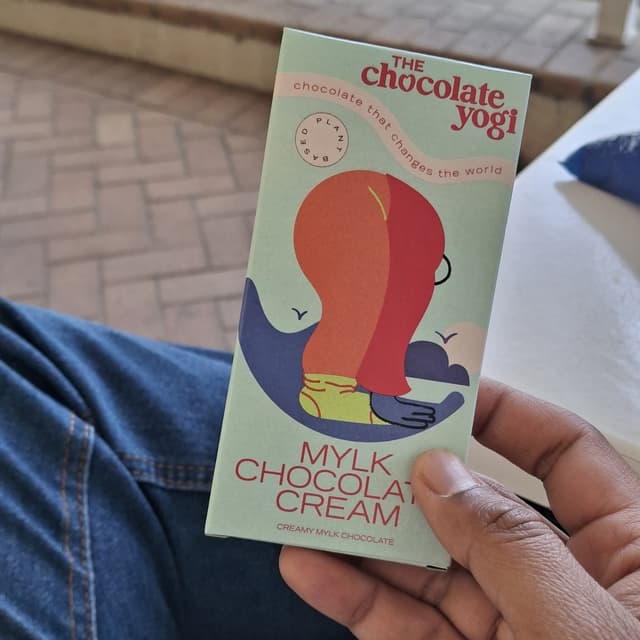 THE
chocolate
yogi
chocolate that changes the world
PLANT BASED
MYLK
CHOCOLAT
CREAM
CREAMY MYLK CHOCOLATE